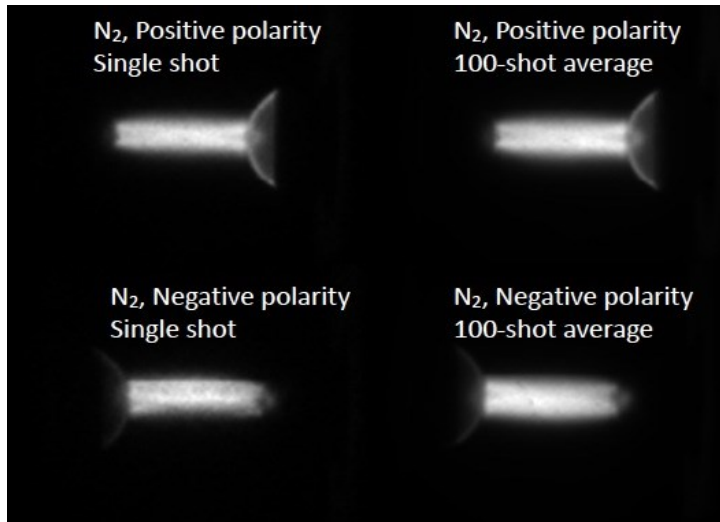 N₂, Positive polarity
Single shot
N₂, Positive polarity
100-shot average
N₂, Negative polarity
Single shot
N₂, Negative polarity
100-shot average